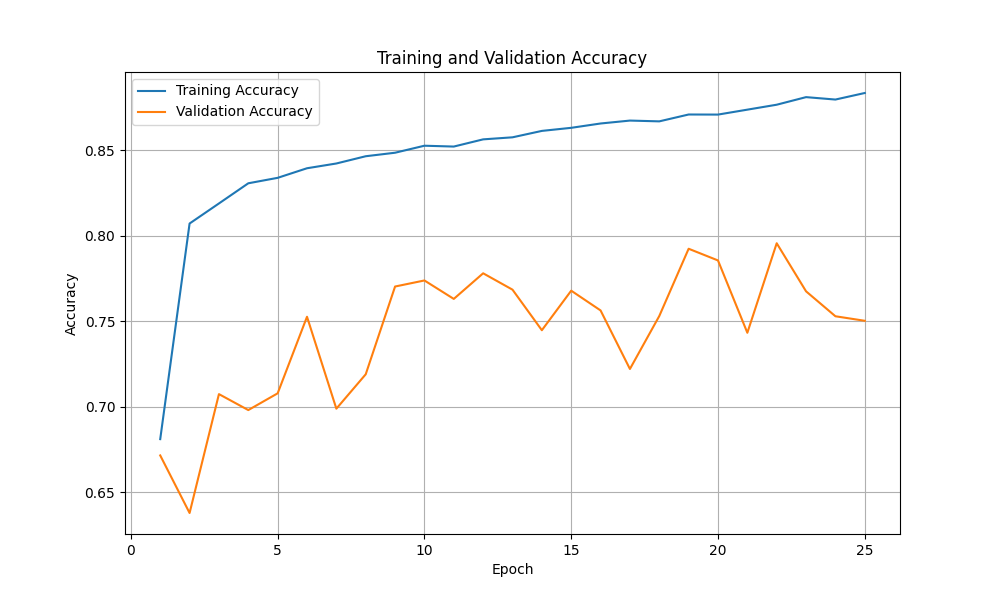 Training and Validation Accuracy
Training Accuracy
Validation Accuracy
Accuracy
0.85
0.80
0.75
0.70
0.65
0 5 10 15 20 25
Epoch